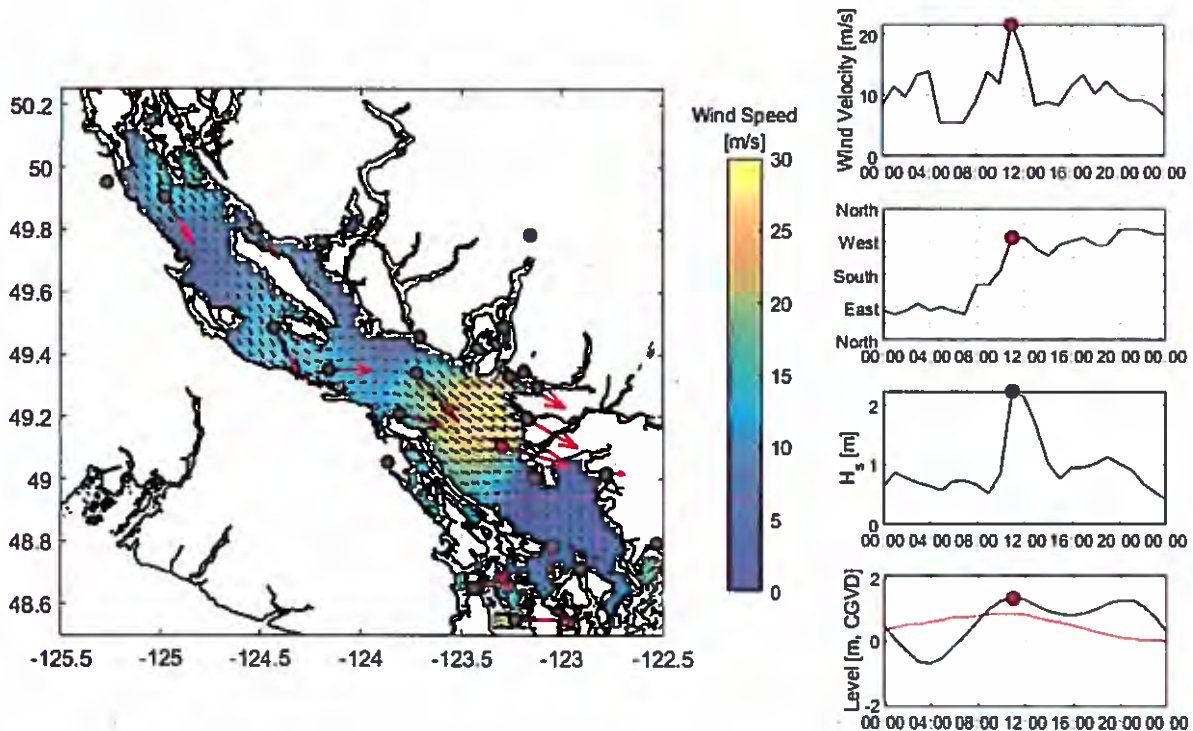 50.2
50
49.8
49.6
49.4
49.2
49
48.8
48.6
-125.5 -125 -124.5 -124 -123.5 -123 -122.5
Wind Speed
[m/s]
30
25
20
15
10
5
0
Wind Velocity [m/s]
20
10
0
00:00 04:00 08:00 12:00 16:00 20:00 00:00
North
West
South
East
North
00:00 04:00 08:00 12:00 16:00 20:00 00:00
H_s [m]
2
1
0
00:00 04:00 08:00 12:00 16:00 20:00 00:00
Level [m, CGVD]
2
0
-2
00:00 04:00 08:00 12:00 16:00 20:00 00:00